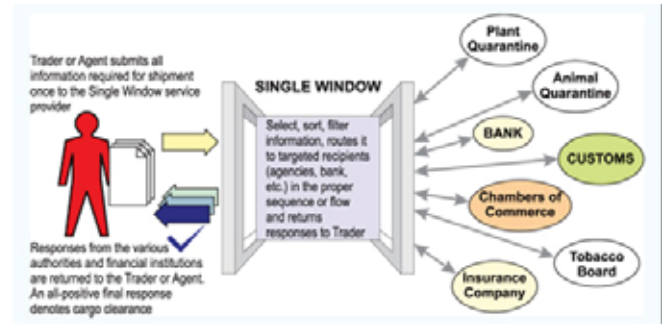 Trader or Agent submits all
information required for shipment
once to the Single Window service
provider
Responses from the various
authorities and financial institutions
are returned to the Trader or Agent.
An all-positive final response
denotes cargo clearance
SINGLE WINDOW
Select, sort, filter
information, routes it
to targeted recipients
(agencies, bank,
etc.) in the proper
sequence or flow
and returns
responses to Trader
Plant
Quarantine
Animal
Quarantine
BANK
CUSTOMS
Chambers of
Commerce
Tobacco
Board
Insurance
Company